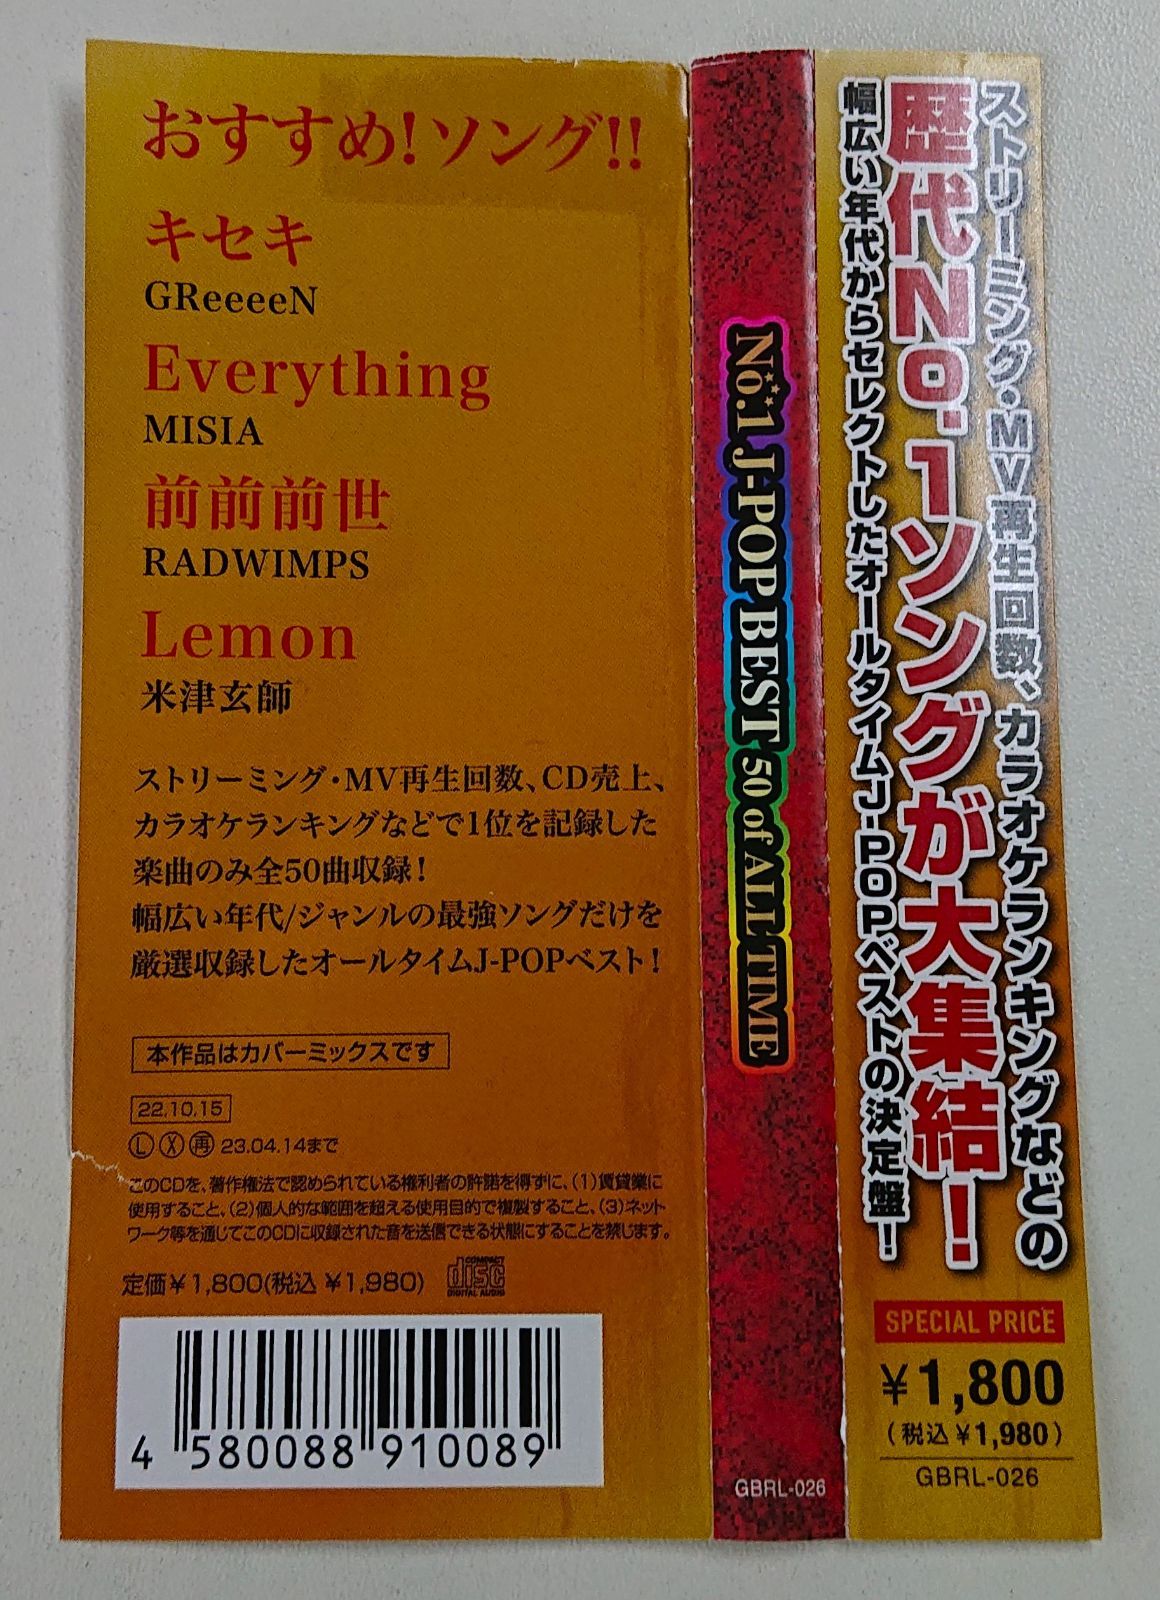 おすすめ!ソング!!
キセキ
GReeeeN
Everything
MISIA
前前前世
RADWIMPS
Lemon
米津玄師
ストリーミング・MV再生回数、CD売上、
カラオケランキングなどで1位を記録した
楽曲のみ全50曲収録!
幅広い年代/ジャンルの最強ソングだけを
厳選収録したオールタイムJ-POPベスト!
本作品はカバーミックスです
22.10.15
Ⓛ Ⓧ ㊢ 23.04.14まで
このCDを、著作権法で認められている権利者の許諾を得ずに、(1)賃貸業に
使用すること、(2)個人的な範囲を超える使用目的で複製すること、(3)ネット
ワーク等を通じてこのCDに収録された音を送信できる状態にすることを禁じます。
定価¥1,800(税込 ¥1,980)
COMPACT
disc
DIGITAL AUDIO
4 580088 910089
No.1 J-POP BEST 50 of ALL TIME
GBRL-026
ストリーミング・MV再生回数、カラオケランキングなどの
歴代No.1ソングが大集結!
幅広い年代からセレクトしたオールタイムJ-POPベストの決定盤!
SPECIAL PRICE
¥1,800
(税込¥1,980)
GBRL-026